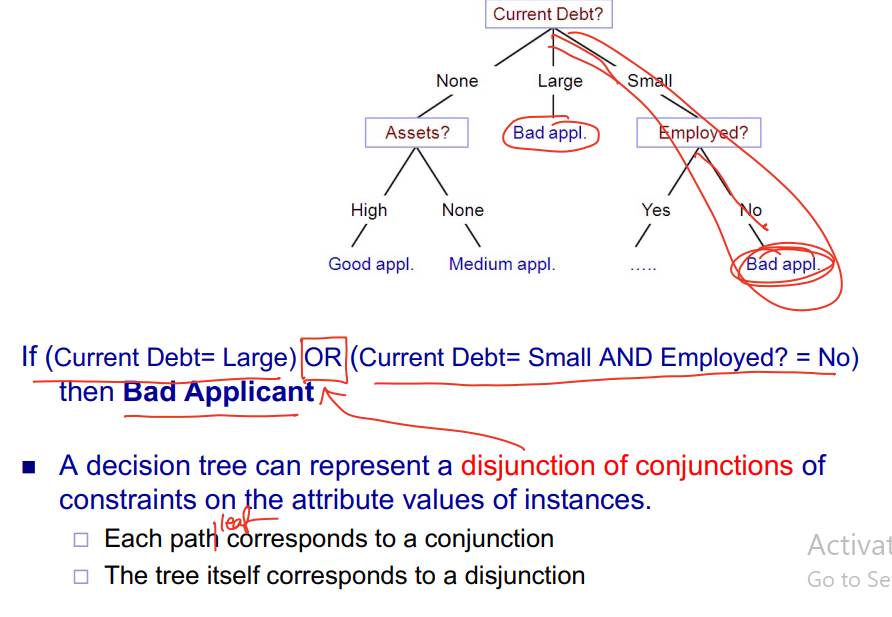 Current Debt?
None Large Small
Assets? Bad appl. Employed?
High None Yes No
Good appl. Medium appl. ..... Bad appl.
If (Current Debt= Large) OR (Current Debt= Small AND Employed? = No)
then Bad Applicant
■ A decision tree can represent a disjunction of conjunctions of
constraints on the attribute values of instances.
leaf
□ Each path corresponds to a conjunction
□ The tree itself corresponds to a disjunction
Activat
Go to Se